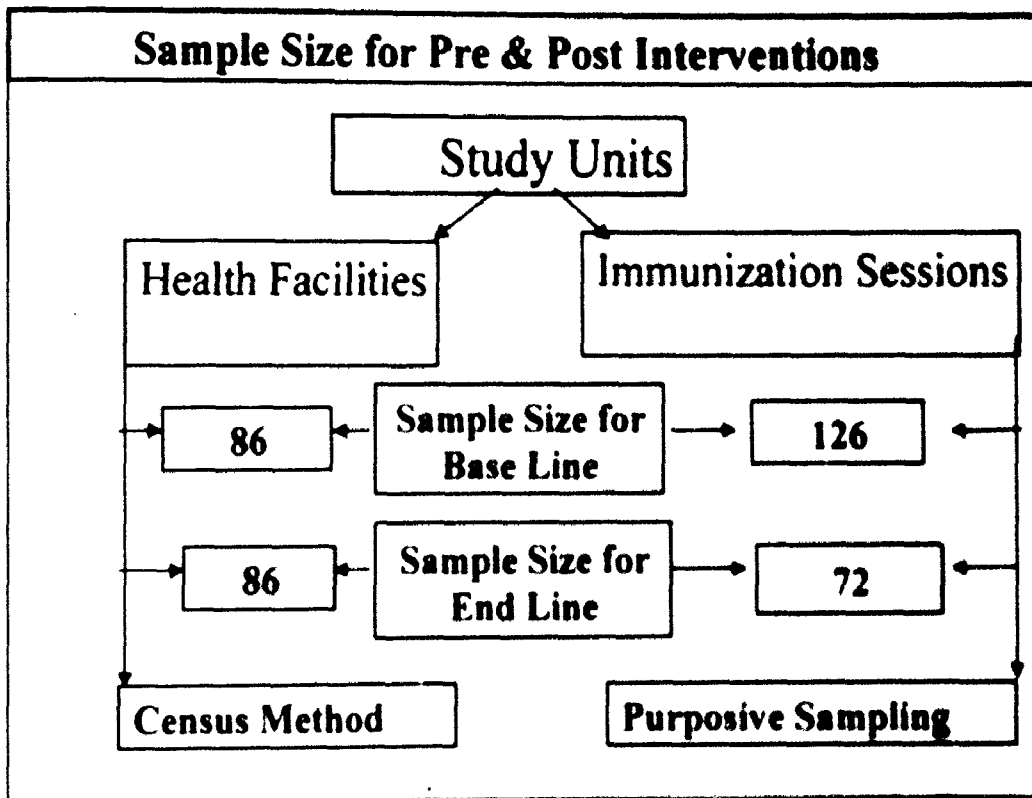 Sample Size for Pre & Post Interventions
Study Units
Health Facilities
Immunization Sessions
86
Sample Size for
Base Line
126
86
Sample Size for
End Line
72
Census Method
Purposive Sampling